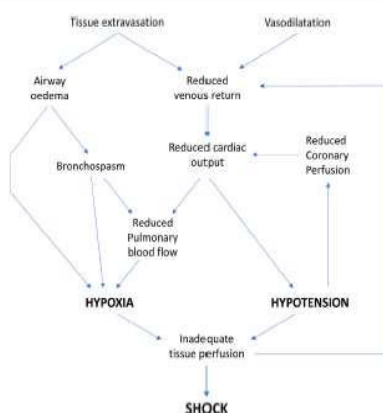 Tissue extravasation
Vasodilatation
Airway
oedema
Reduced
venous return
Reduced cardiac
output
Reduced
Coronary
Perfusion
Bronchospasm
Reduced
Pulmonary
blood flow
HYPOXIA
HYPOTENSION
Inadequate
tissue perfusion
SHOCK